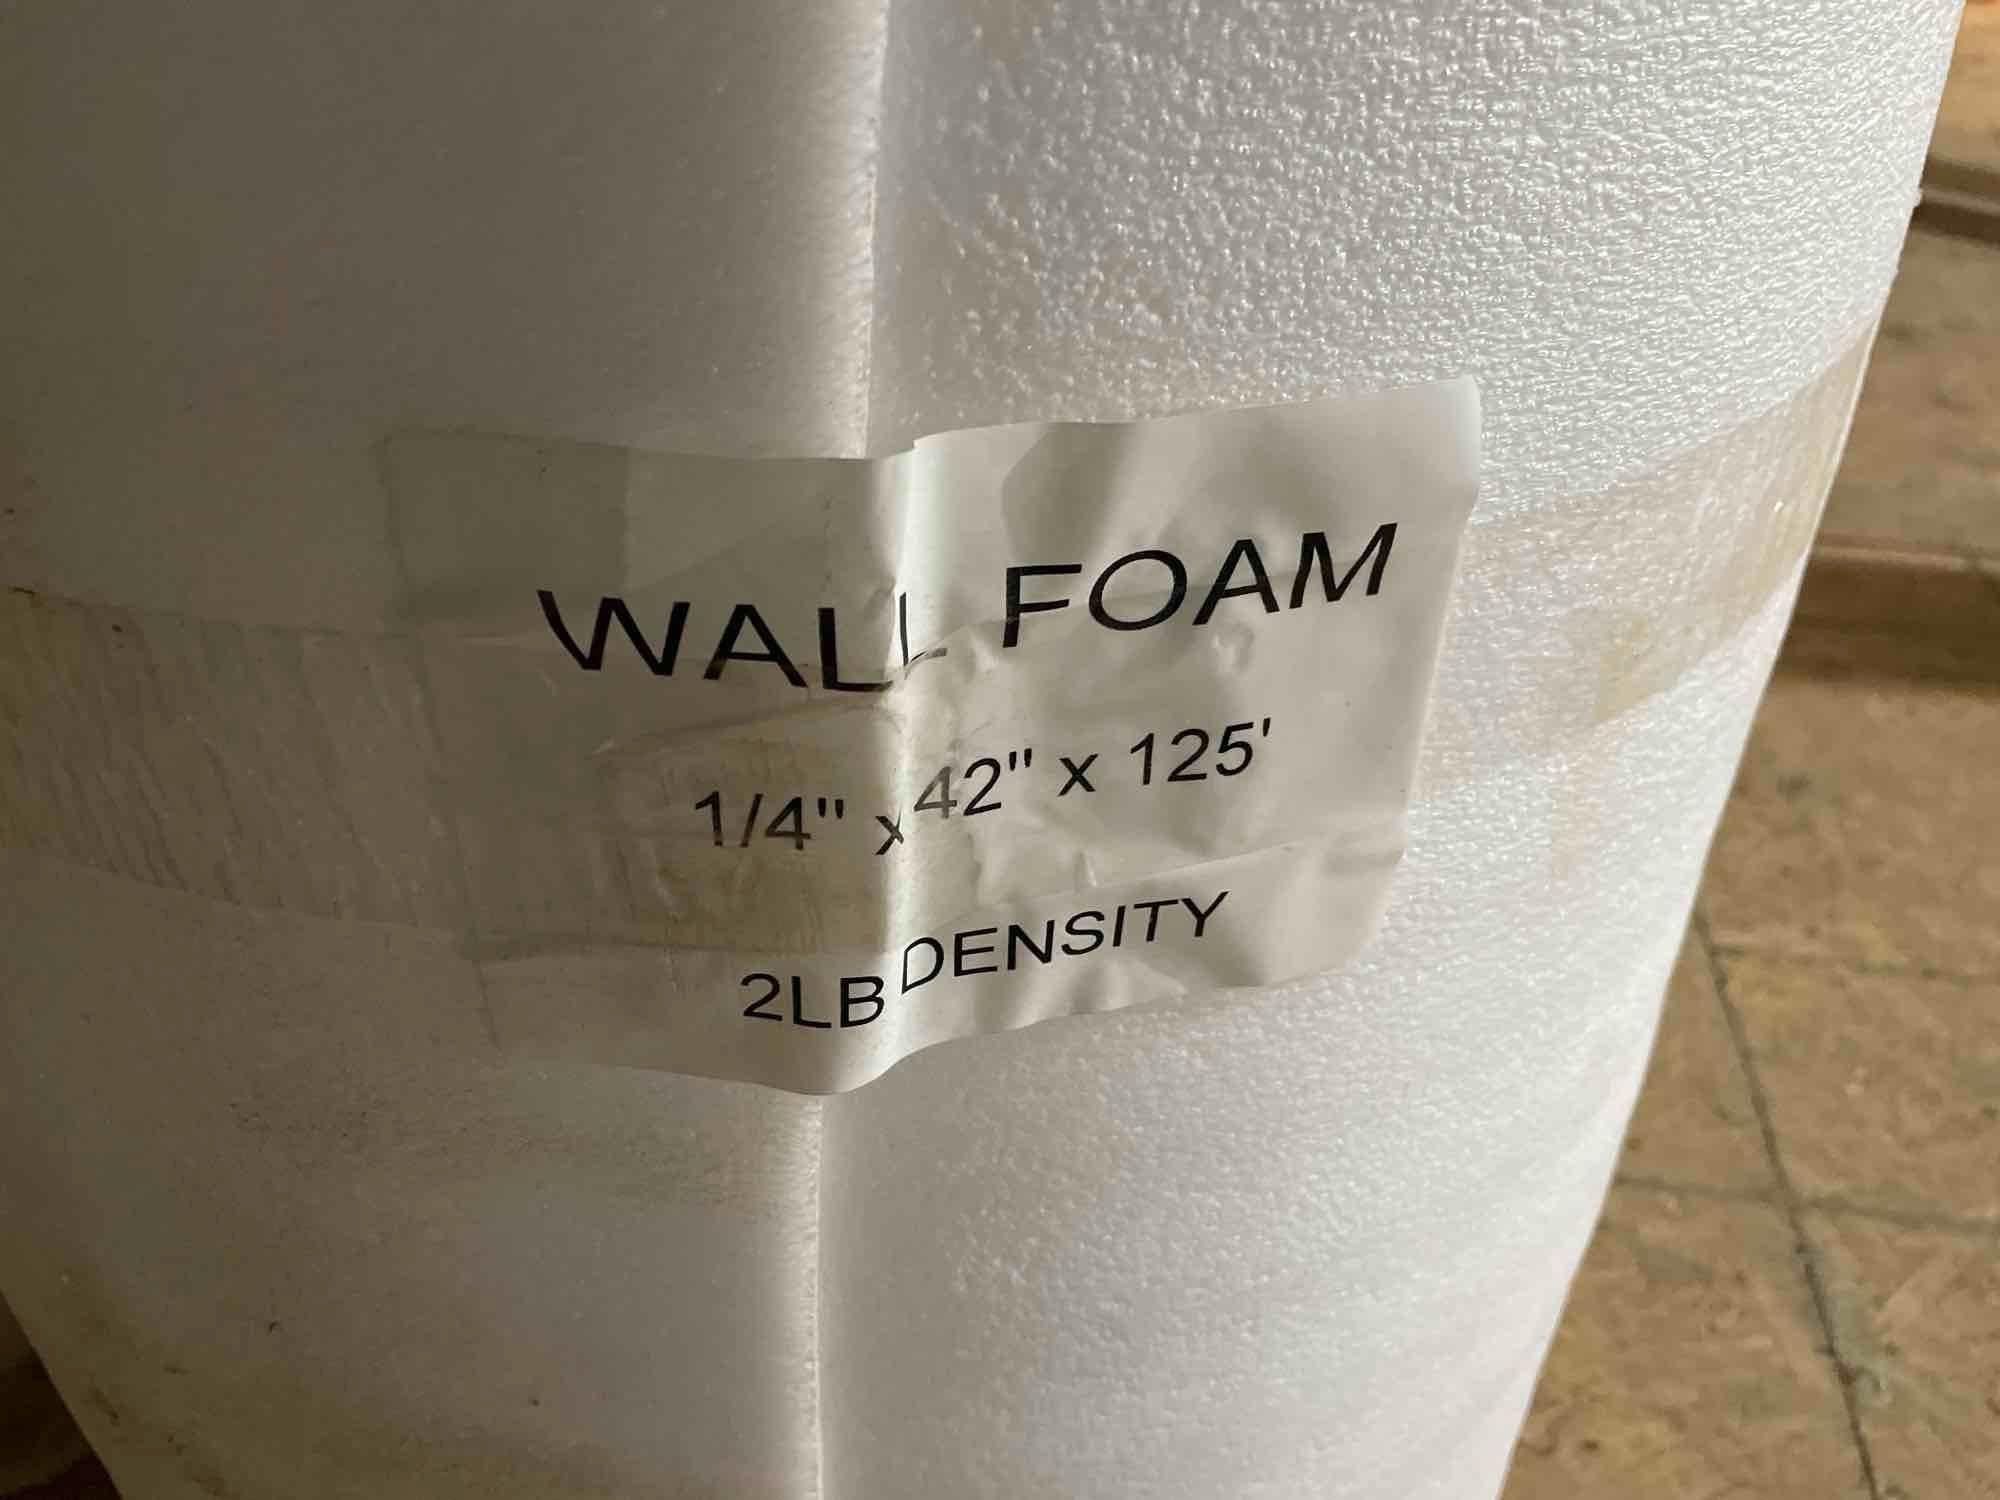 WALL FOAM
1/4" x 42" x 125'
2LB DENSITY